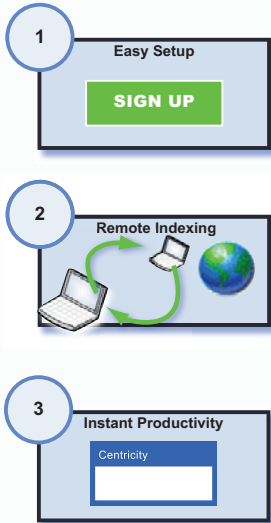 1
Easy Setup
SIGN UP
2
Remote Indexing
3
Instant Productivity
Centricity